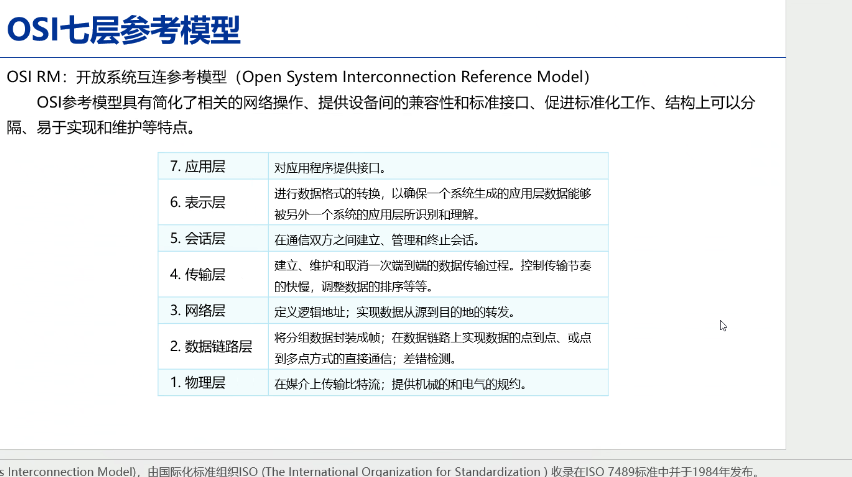 OSI七层参考模型
OSI RM：开放系统互连参考模型（Open System Interconnection Reference Model）
OSI参考模型具有简化了相关的网络操作、提供设备间的兼容性和标准接口、促进标准化工作、结构上可以分
隔、易于实现和维护等特点。
7. 应用层
对应用程序提供接口。
6. 表示层
进行数据格式的转换，以确保一个系统生成的应用层数据能够
被另外一个系统的应用层所识别和理解。
5. 会话层
在通信双方之间建立、管理和终止会话。
4. 传输层
建立、维护和取消一次端到端的数据传输过程。控制传输节奏
的快慢，调整数据的排序等等。
3. 网络层
定义逻辑地址；实现数据从源到目的地的转发。
2. 数据链路层
将分组数据封装成帧；在数据链路上实现数据的点到点、或点
到多点方式的直接通信；差错检测。
1. 物理层
在媒介上传输比特流；提供机械的和电气的规约。
s Interconnection Model)，由国际化标准组织ISO (The International Organization for Standardization ) 收录在ISO 7489标准中并于1984年发布。